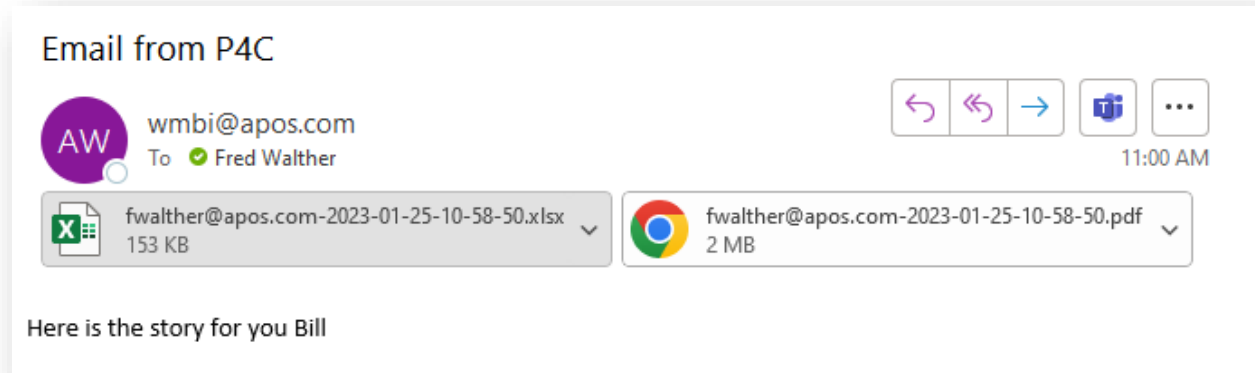 Email from P4C
AW
wmbi@apos.com
To Fred Walther
11:00 AM
fwalther@apos.com-2023-01-25-10-58-50.xlsx
153 KB
fwalther@apos.com-2023-01-25-10-58-50.pdf
2 MB
Here is the story for you Bill